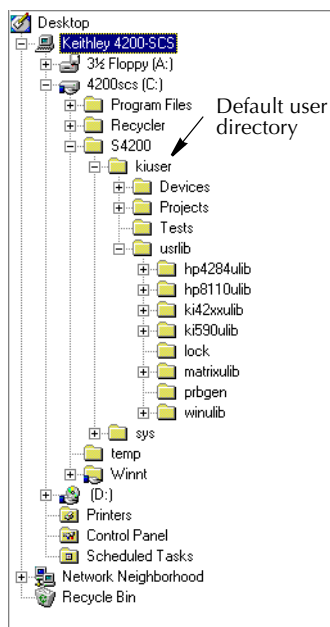 Desktop
Keithley 4200-SCS
3½ Floppy (A:)
4200scs (C:)
Program Files
Recycler
Default user
directory
S4200
kiuser
Devices
Projects
Tests
usrlib
hp4284ulib
hp8110ulib
ki42xxulib
ki590ulib
lock
matrixulib
prbgen
winulib
sys
temp
Winnt
(D:)
Printers
Control Panel
Scheduled Tasks
Network Neighborhood
Recycle Bin